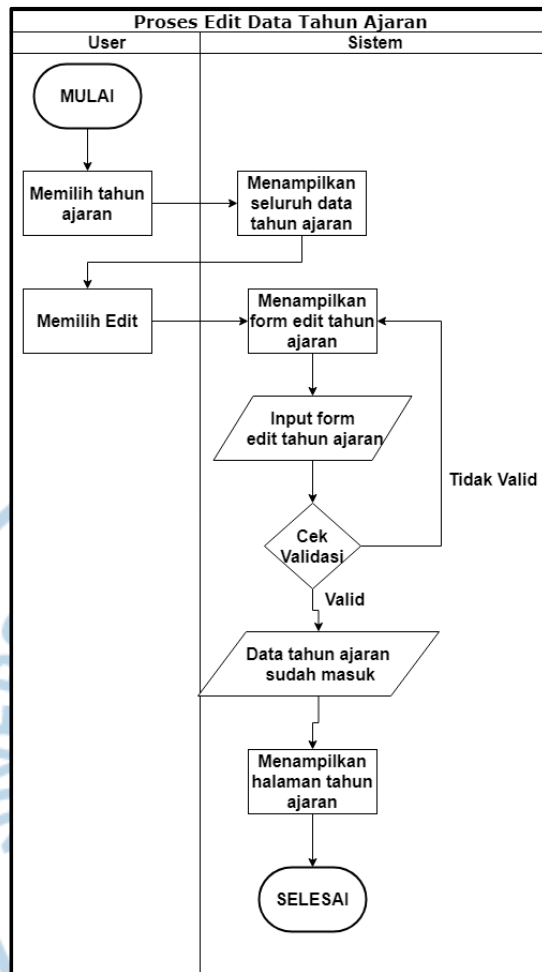 Proses Edit Data Tahun Ajaran
User
Sistem
MULAI
Memilih tahun
ajaran
Menampilkan
seluruh data
tahun ajaran
Memilih Edit
Menampilkan
form edit tahun
ajaran
Input form
edit tahun ajaran
Tidak Valid
Cek
Validasi
Valid
Data tahun ajaran
sudah masuk
Menampilkan
halaman tahun
ajaran
SELESAI